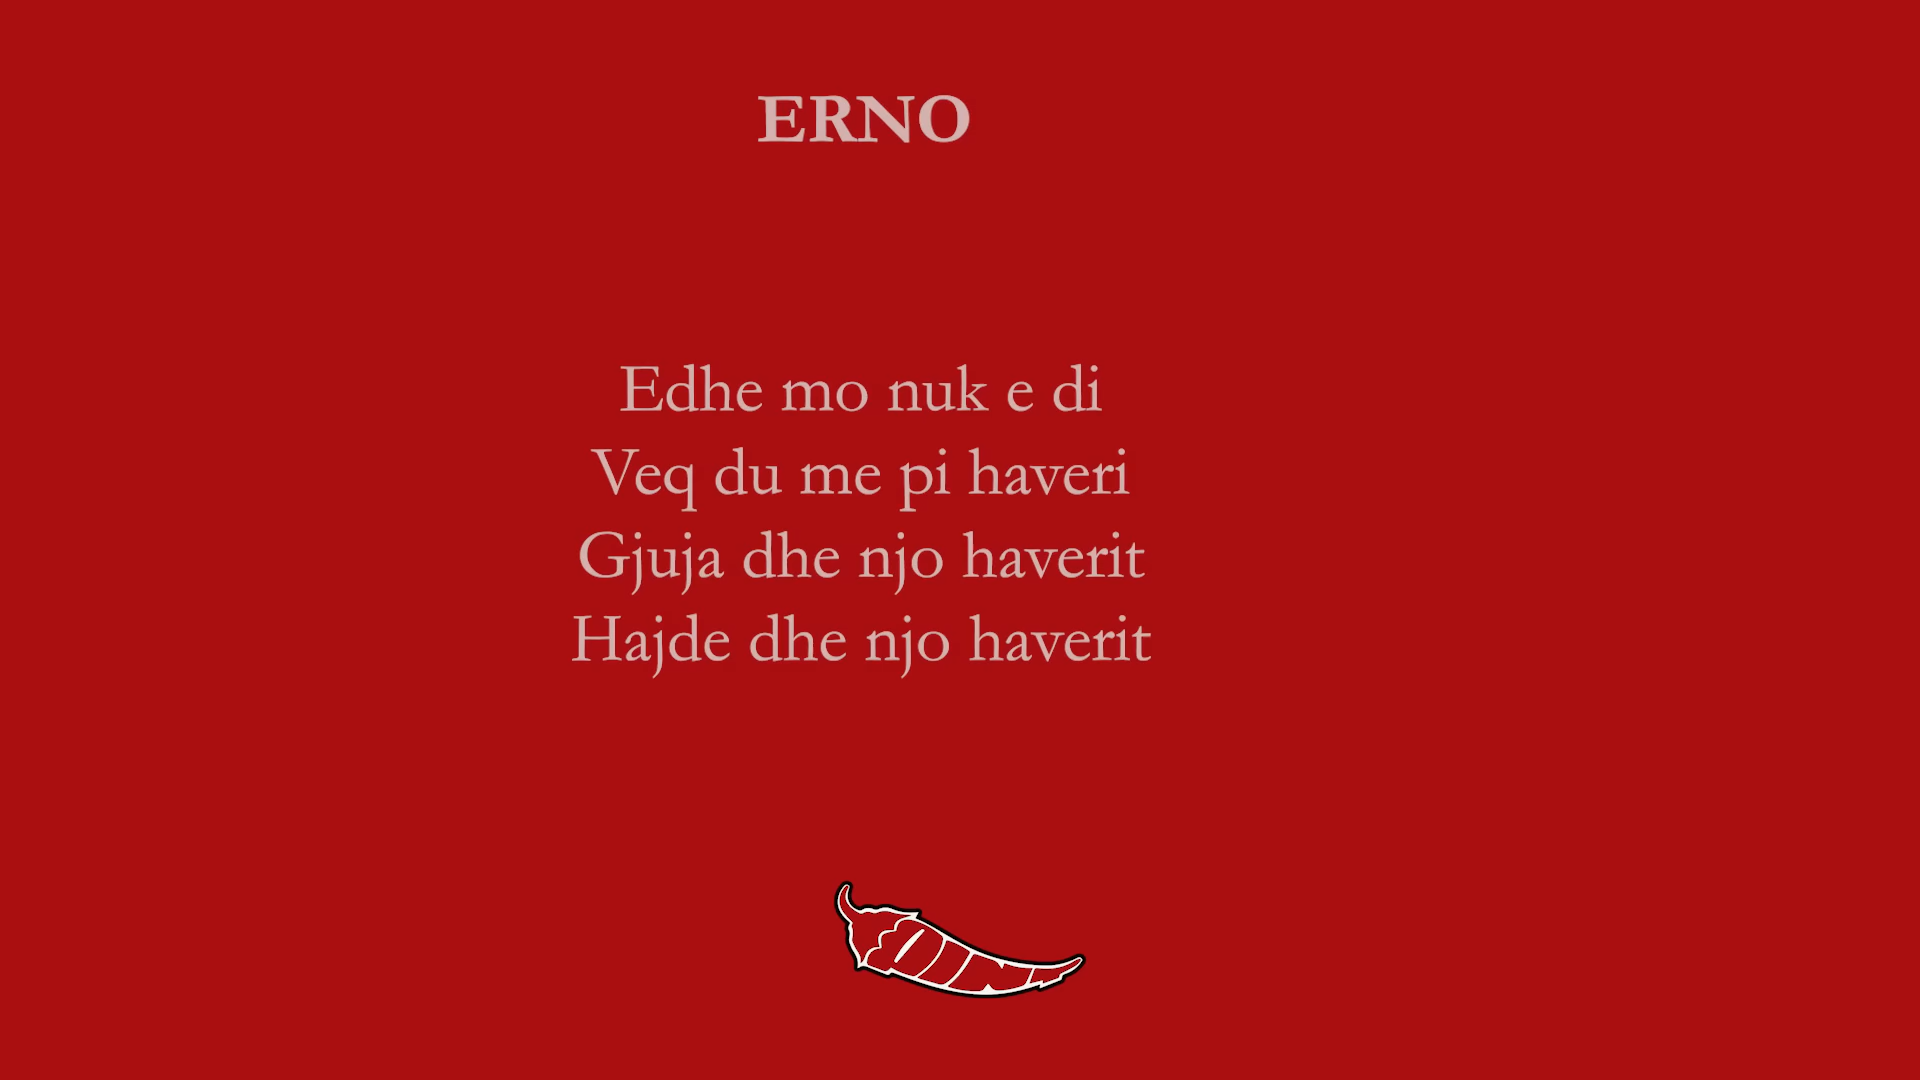 ERNO
Edhe mo nuk e di
Veq du me pi haveri
Gjuja dhe njo haverit
Hajde dhe njo haverit